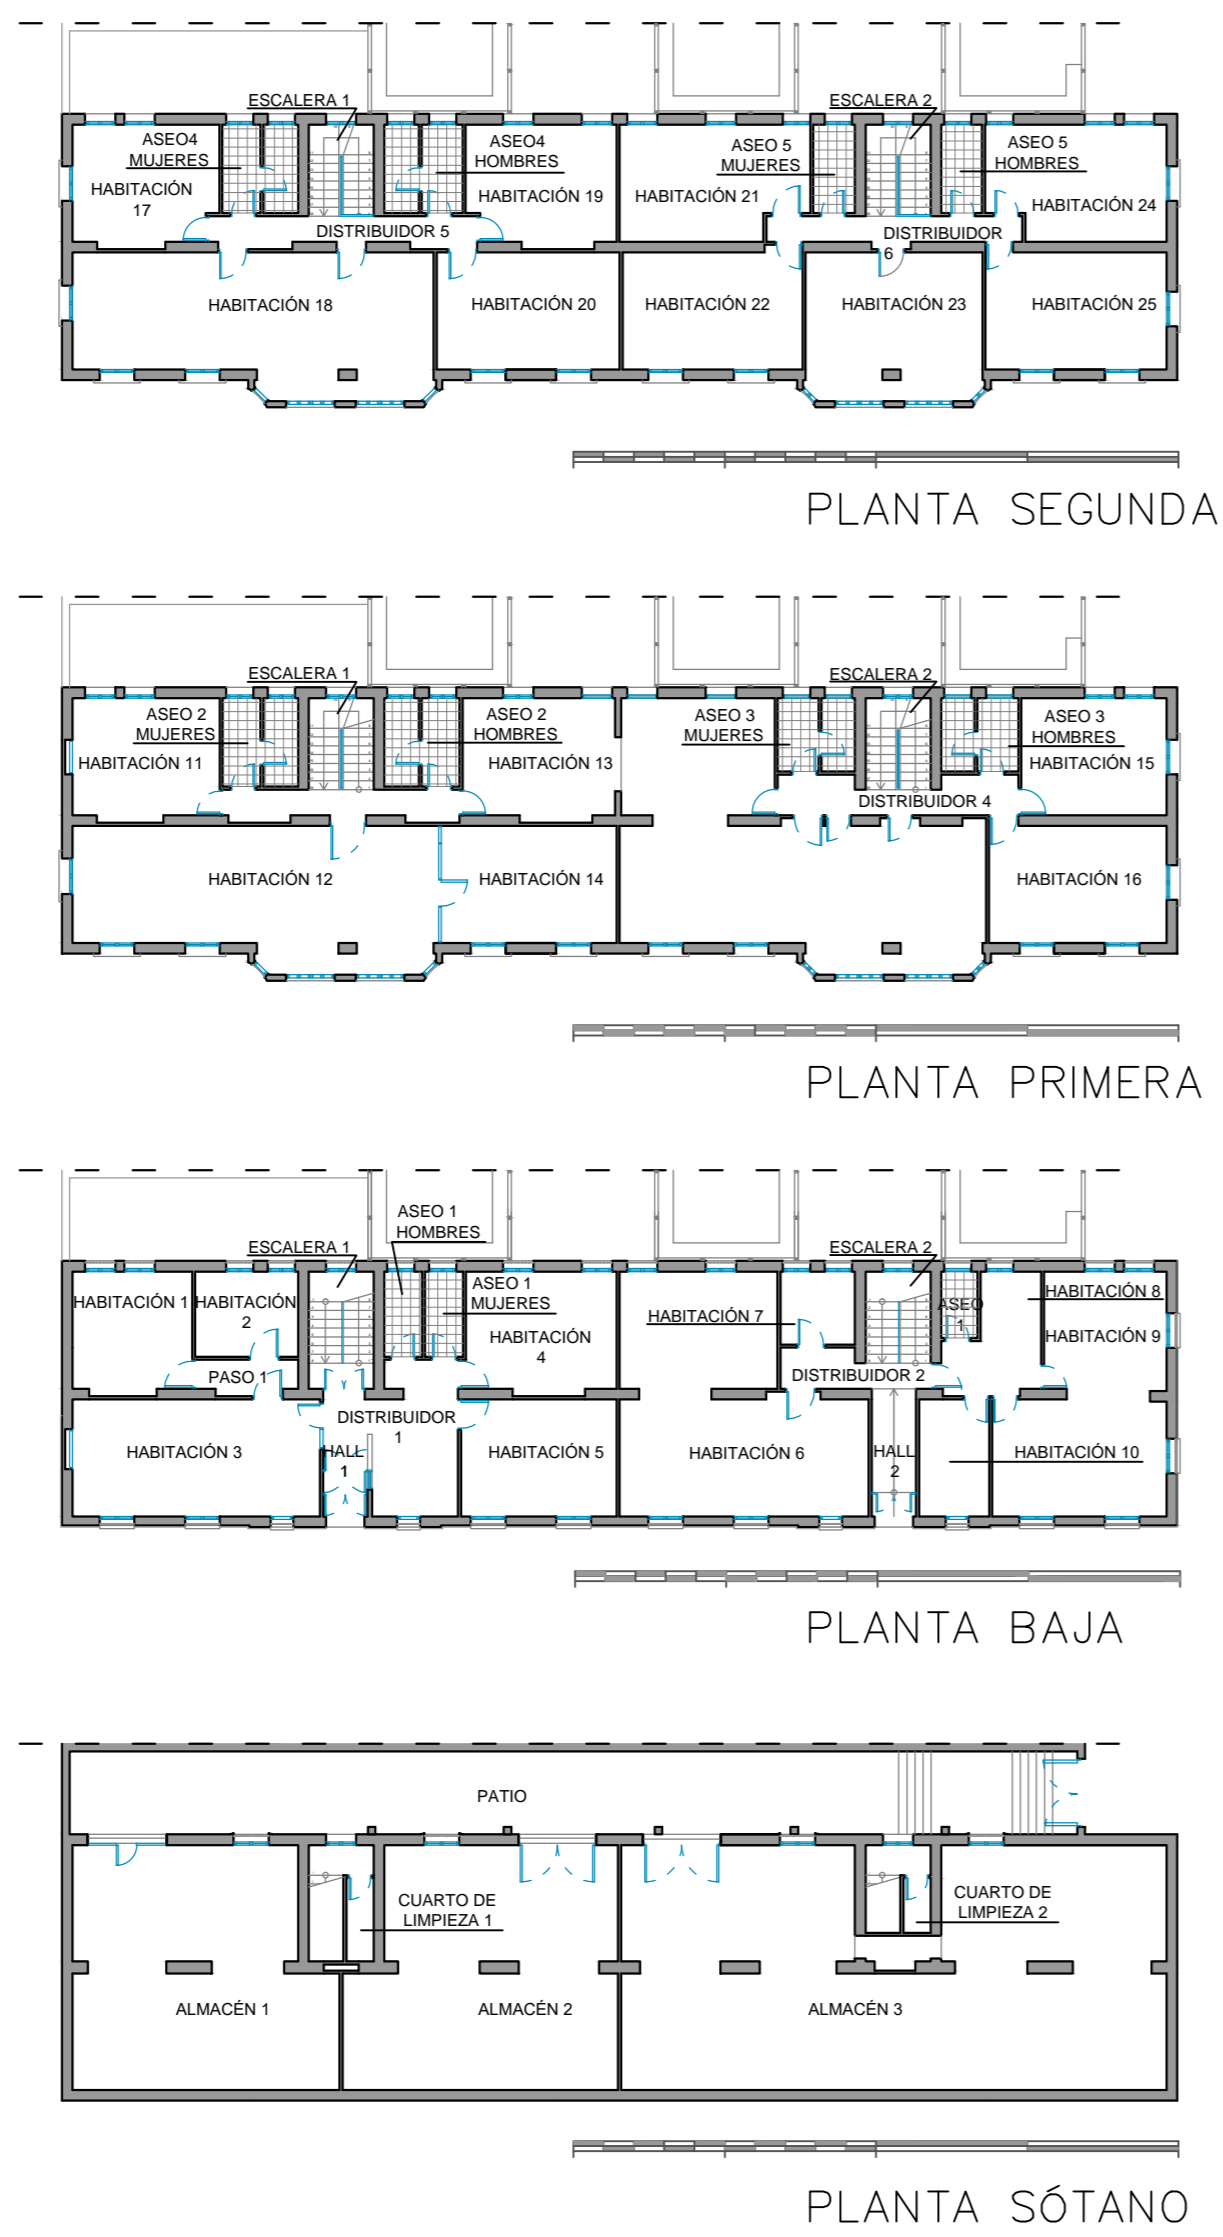 ESCALERA 1
ESCALERA 2
ASEO4
MUJERES
ASEO4
HOMBRES
ASEO 5
MUJERES
ASEO 5
HOMBRES
HABITACIÓN
17
HABITACIÓN 19
HABITACIÓN 21
HABITACIÓN 24
DISTRIBUIDOR 5
DISTRIBUIDOR
6
HABITACIÓN 18
HABITACIÓN 20
HABITACIÓN 22
HABITACIÓN 23
HABITACIÓN 25
PLANTA SEGUNDA
ESCALERA 1
ESCALERA 2
ASEO 2
MUJERES
ASEO 2
HOMBRES
ASEO 3
MUJERES
ASEO 3
HOMBRES
HABITACIÓN 11
HABITACIÓN 13
HABITACIÓN 15
DISTRIBUIDOR 4
HABITACIÓN 12
HABITACIÓN 14
HABITACIÓN 16
PLANTA PRIMERA
ASEO 1
HOMBRES
ESCALERA 1
ESCALERA 2
ASEO 1
MUJERES
HABITACIÓN 1
HABITACIÓN
2
HABITACIÓN
4
HABITACIÓN 7
ASEO
1
HABITACIÓN 8
HABITACIÓN 9
PASO 1
DISTRIBUIDOR 2
DISTRIBUIDOR
1
HABITACIÓN 3
HALL
1
HABITACIÓN 5
HABITACIÓN 6
HALL
2
HABITACIÓN 10
PLANTA BAJA
PATIO
CUARTO DE
LIMPIEZA 1
CUARTO DE
LIMPIEZA 2
ALMACÉN 1
ALMACÉN 2
ALMACÉN 3
PLANTA SÓTANO